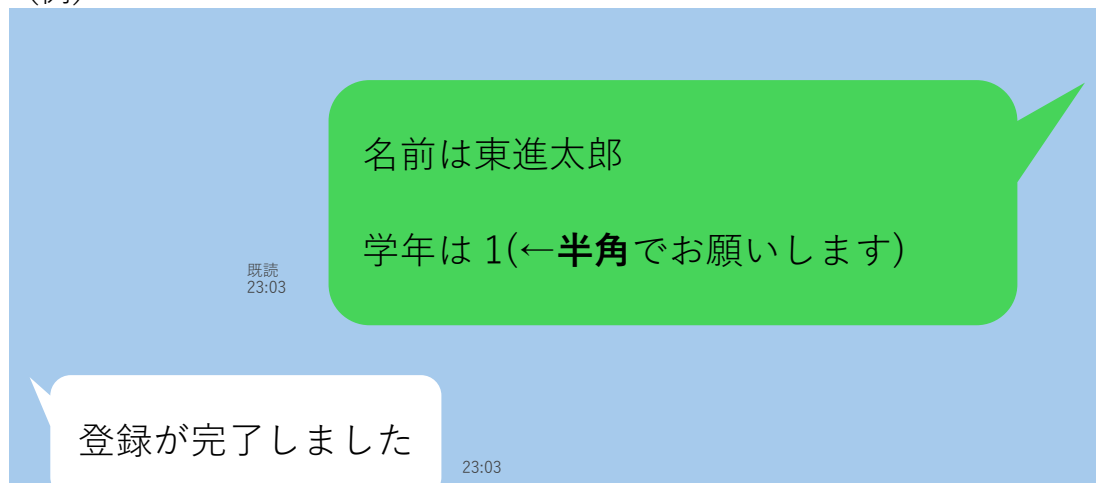 (例)
名前は東進太郎
学年は 1(←半角でお願いします)
既読
23:03
登録が完了しました
23:03